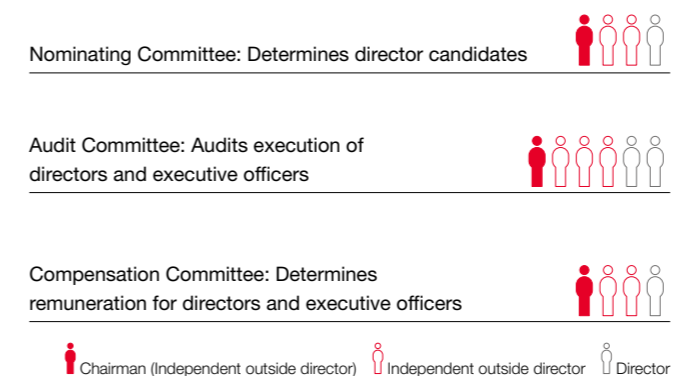 Nominating Committee: Determines director candidates
Audit Committee: Audits execution of
directors and executive officers
Compensation Committee: Determines
remuneration for directors and executive officers
Chairman (Independent outside director) Independent outside director Director